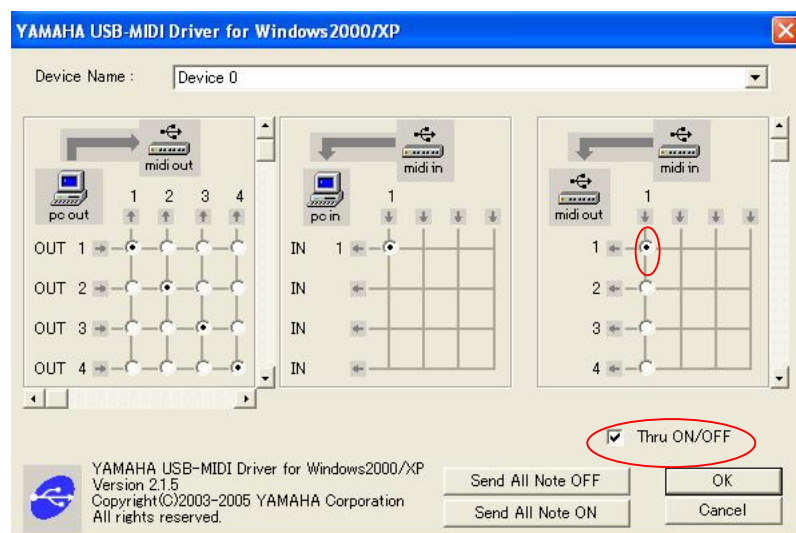 YAMAHA USB-MIDI Driver for Windows2000/XP
Device Name : Device 0
midi out
pc out
1 2 3 4
OUT 1
OUT 2
OUT 3
OUT 4
midi in
pc in
1
IN 1
IN
IN
IN
midi in
midi out
1
1
2
3
4
Thru ON/OFF
YAMAHA USB-MIDI Driver for Windows2000/XP
Version 2.1.5
Copyright(C)2003-2005 YAMAHA Corporation
All rights reserved.
Send All Note OFF
Send All Note ON
OK
Cancel